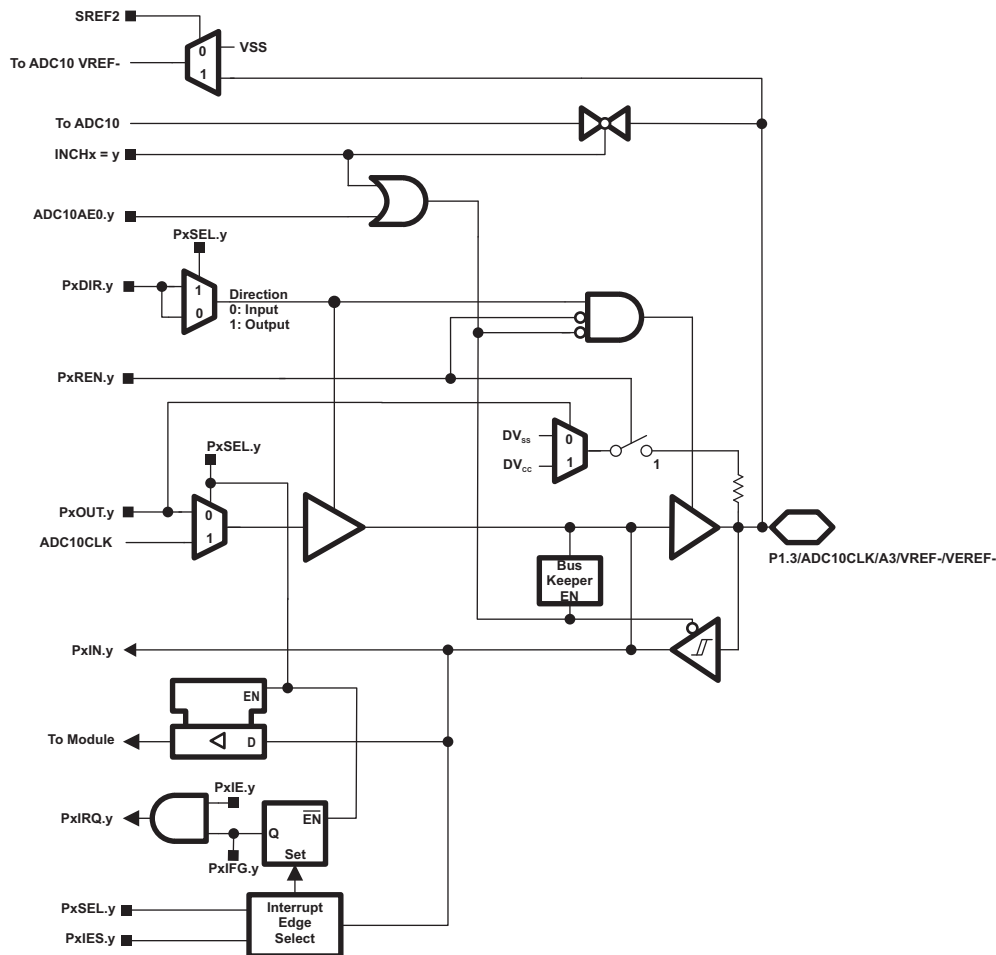 SREF2
0
VSS
To ADC10 VREF-
1
To ADC10
INCHx = y
ADC10AE0.y
PxSEL.y
PxDIR.y
1
0
Direction
0: Input
1: Output
PxREN.y
DVSS
0
DVCC
1
1
PxSEL.y
PxOUT.y
0
ADC10CLK
1
P1.3/ADC10CLK/A3/VREF-/VEREF-
Bus
Keeper
EN
PxIN.y
EN
To Module
D
PxIE.y
PxIRQ.y
EN
Q
Set
PxIFG.y
PxSEL.y
PxIES.y
Interrupt
Edge
Select